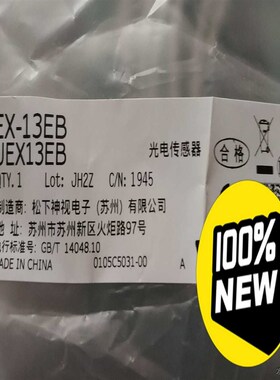 EX-13EB
UEX13EB
QTY.1 Lot: JH2Z C/N: 1945
光电传感器
合格
制造商: 松下神视电子(苏州)有限公司
址: 苏州市苏州新区火炬路97号
执行标准号: GB/T 14048.10
MADE IN CHINA 0105C5031-00 A
100%
NEW